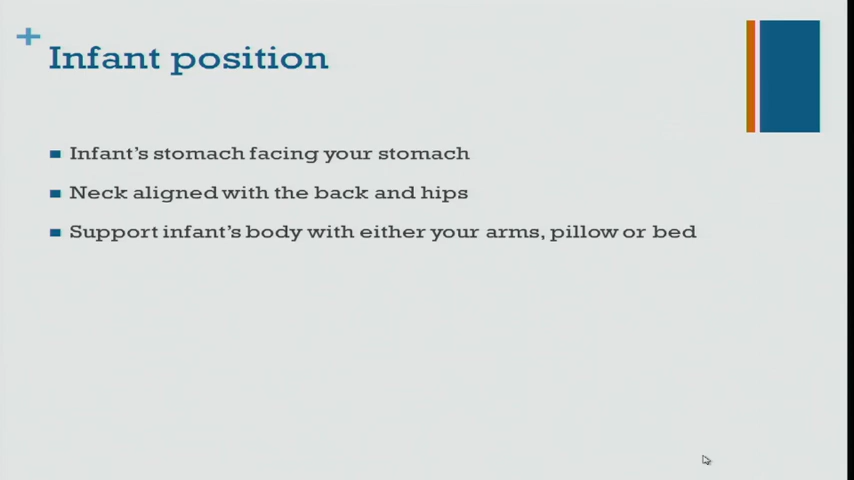 + Infant position
Infant's stomach facing your stomach
Neck aligned with the back and hips
Support infant's body with either your arms, pillow or bed